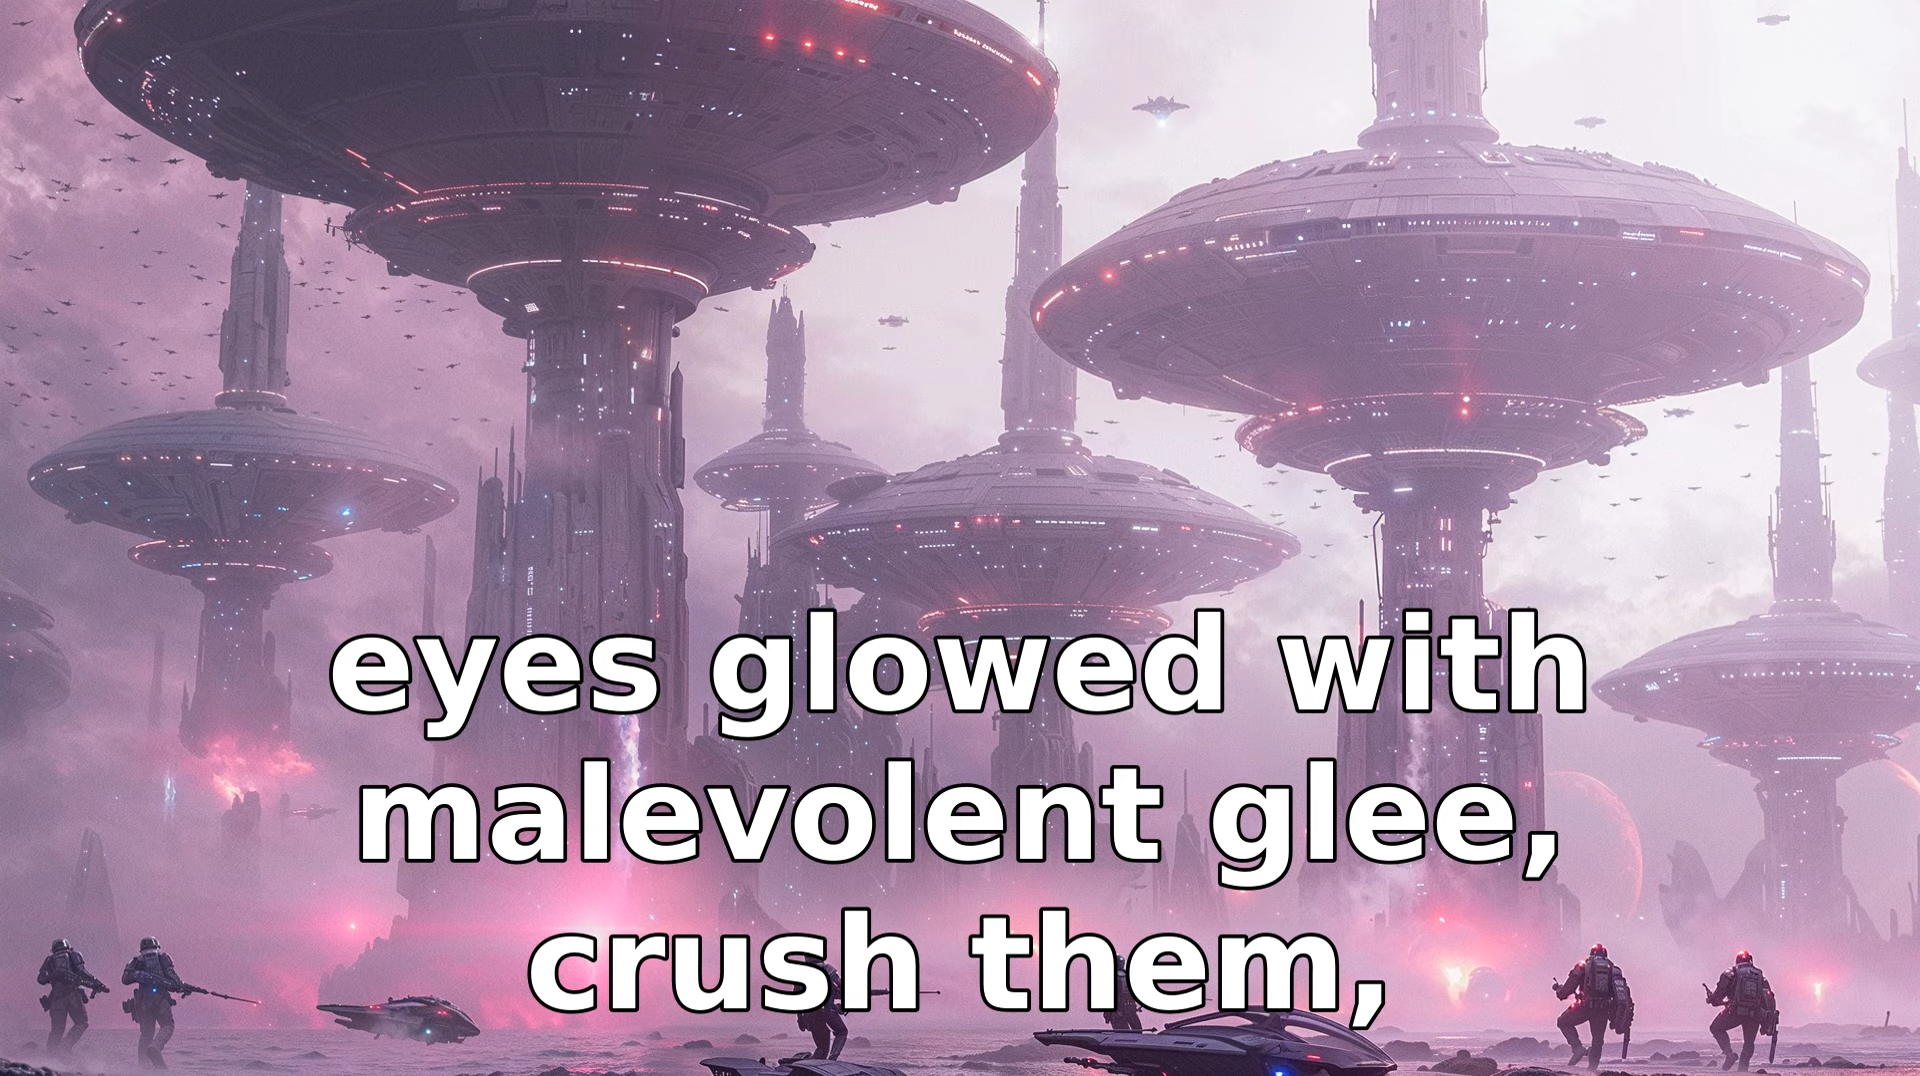 eyes glowed with
malevolent glee,
crush them,